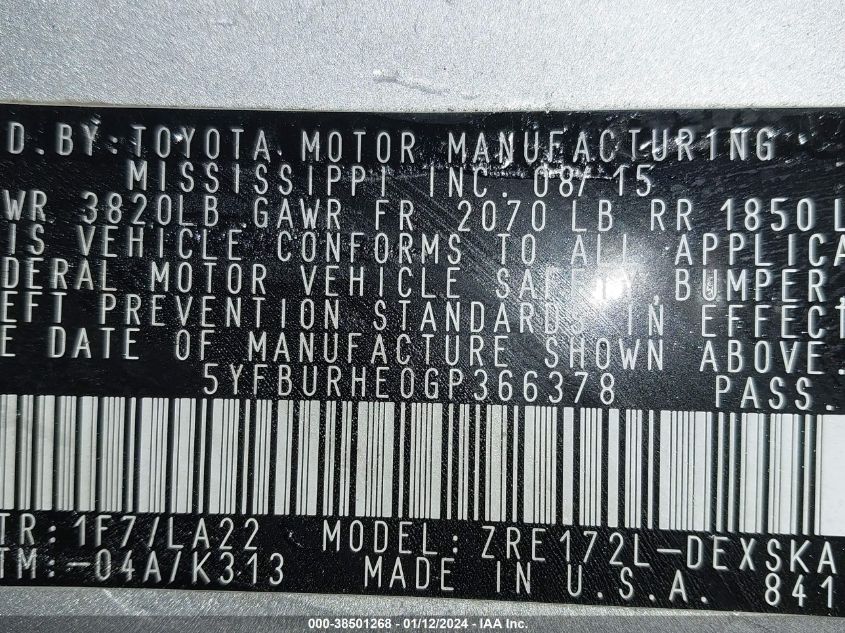 D.BY:TOYOTA MOTOR MANUFACTURING
MISSISSIPPI INC. 08/15
WR 3820LB GAWR FR 2070 LB RR 1850 L
IS VEHICLE CONFORMS TO ALL APPLICA
DERAL MOTOR VEHICLE SAFETY,BUMPER,
EFT PREVENTION STANDARDS IN EFFECT
E DATE OF MANUFACTURE SHOWN ABOVE.
5YFBURHE0GP366378 PASS.
TR: 1F7/LA22 MODEL: ZRE172L-DEXSKA
TM:-04A/K313 MADE IN U.S.A. 841
000-38501268 - 01/12/2024 - IAA Inc.